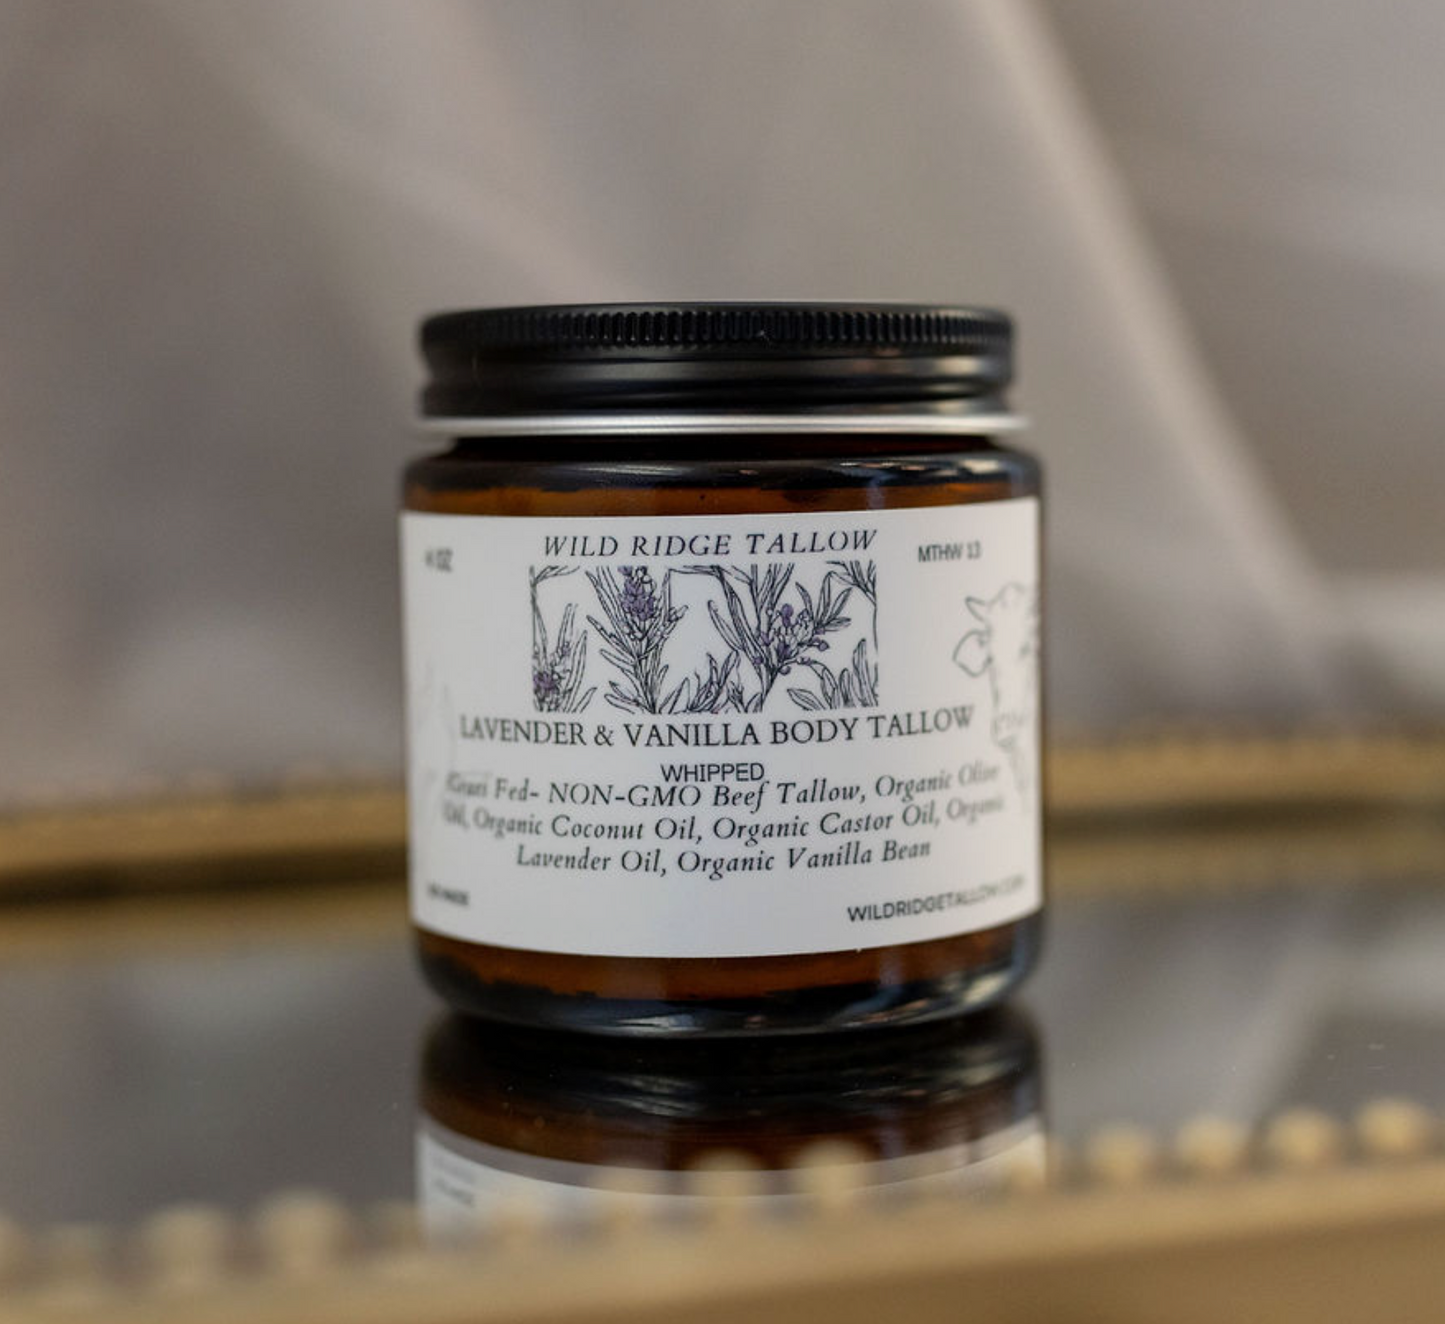 4 OZ
WILD RIDGE TALLOW
MTHW 13
LAVENDER & VANILLA BODY TALLOW
WHIPPED
Fed- NON-GMO Beef Tallow, Organic Olive
Oil, Organic Coconut Oil, Organic Castor Oil, Organic
Lavender Oil, Organic Vanilla Bean
WILDRIDGETALLOW.COM